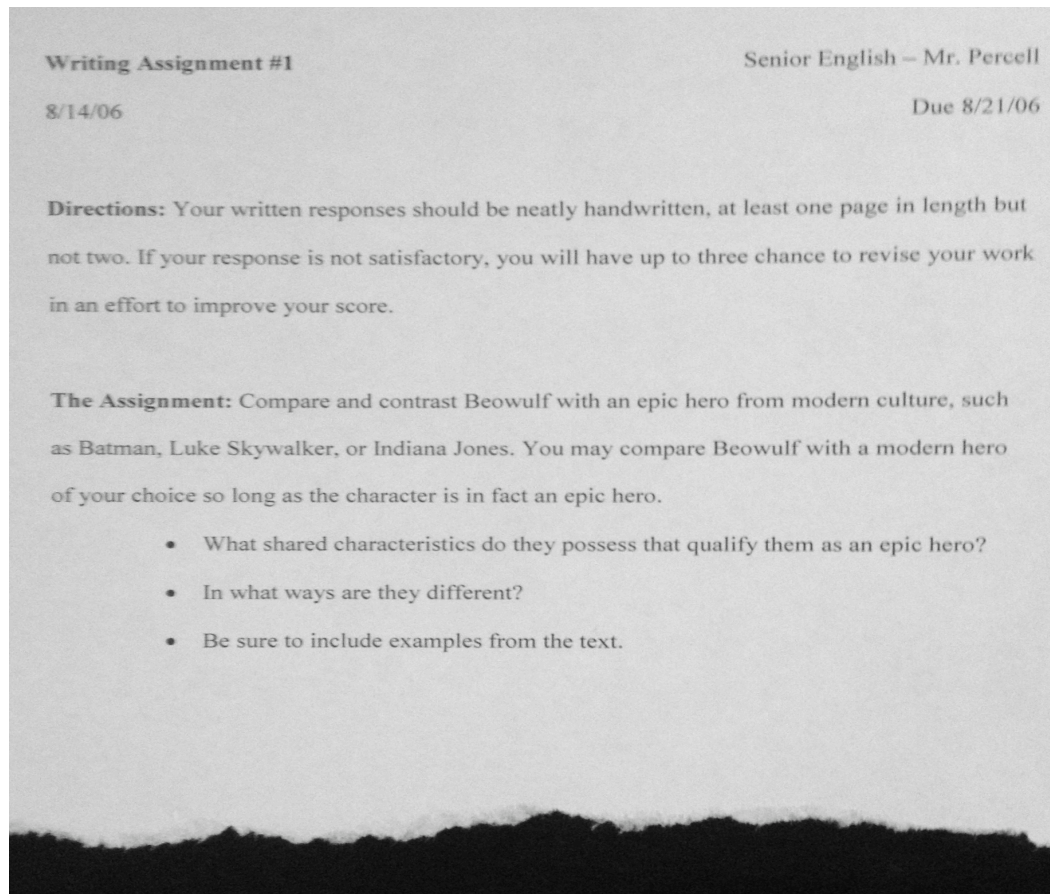 Writing Assignment #1 Senior English – Mr. Percell
8/14/06 Due 8/21/06
Directions: Your written responses should be neatly handwritten, at least one page in length but
not two. If your response is not satisfactory, you will have up to three chance to revise your work
in an effort to improve your score.
The Assignment: Compare and contrast Beowulf with an epic hero from modern culture, such
as Batman, Luke Skywalker, or Indiana Jones. You may compare Beowulf with a modern hero
of your choice so long as the character is in fact an epic hero.
• What shared characteristics do they possess that qualify them as an epic hero?
• In what ways are they different?
• Be sure to include examples from the text.